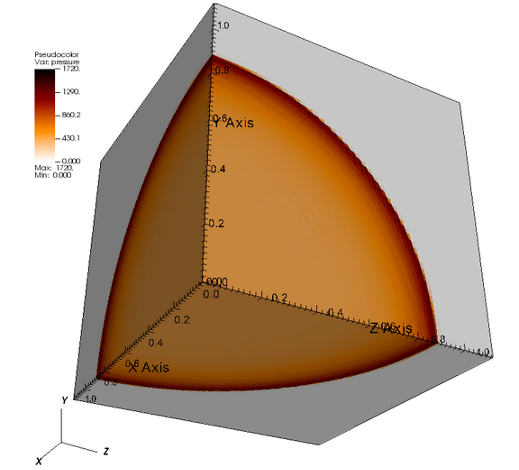 Pseudocolor
Var: pressure
1720.
1290.
860.2
430.1
0.000
Max: 1720.
Min: 0.000
1.0
0.8
0.6
Y Axis
0.4
0.2
0.0
0.2
0.4
Z Axis
1.0
0.2
0.4
0.6
X Axis
0.8
1.0
Y
X
Z